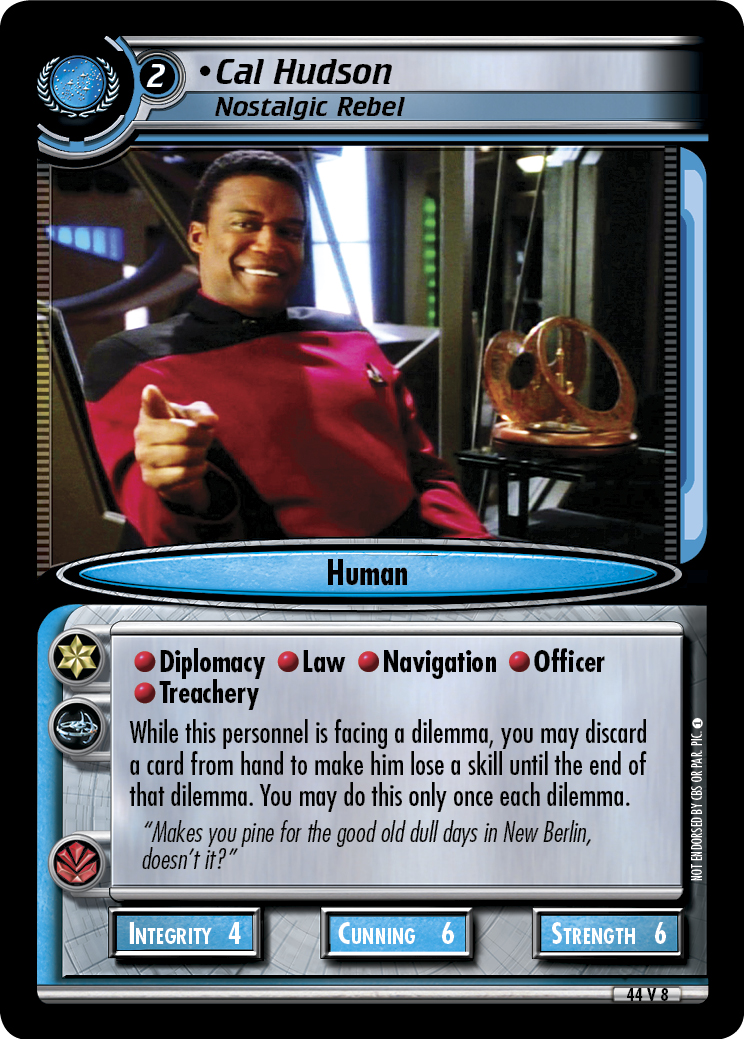 2
•Cal Hudson
Nostalgic Rebel
Human
Diplomacy Law Navigation Officer
Treachery
While this personnel is facing a dilemma, you may discard
a card from hand to make him lose a skill until the end of
that dilemma. You may do this only once each dilemma.
“Makes you pine for the good old dull days in New Berlin,
doesn’t it?”
NOT ENDORSED BY CBS OR PAR. PIC. 1
INTEGRITY 4
CUNNING 6
STRENGTH 6
44 V 8